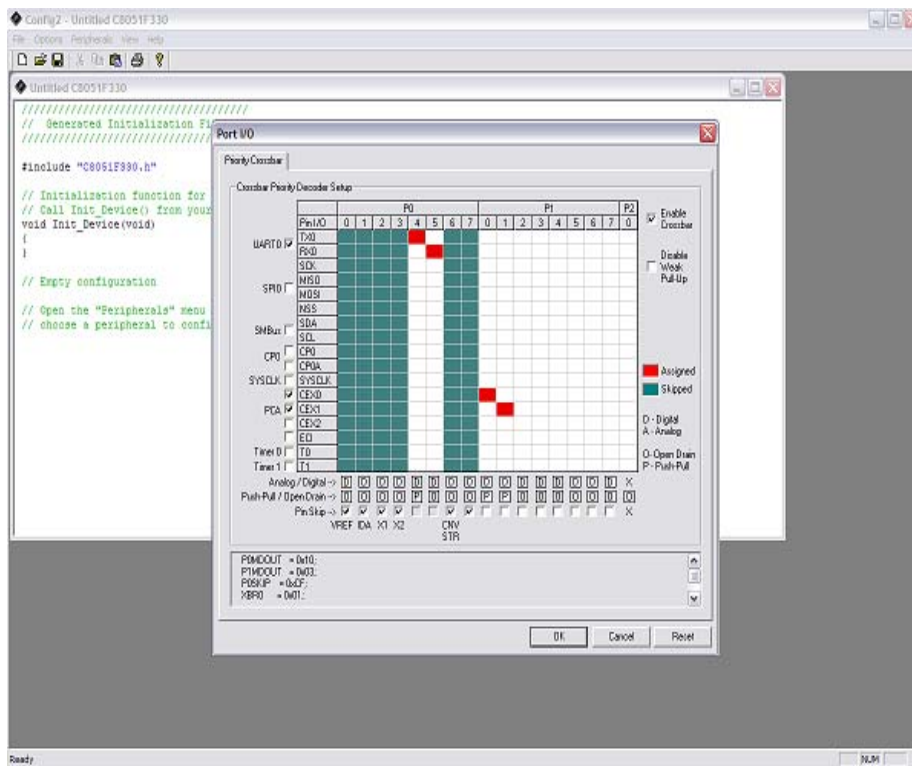 Config2 - Untitled C8051F330
File Options Peripherals View Help
Untitled C8051F330
//////////////////////////////////////
// Generated Initialization Fi
#include "C8051F330.h"
// Initialization function for
// Call Init_Device() from your
void Init_Device(void)
{
}
// Empty configuration
// Open the "Peripherals" menu
// choose a peripheral to confi
Port I/O
Priority Crossbar
Crossbar Priority Decoder Setup
P0 P1 P2
Pin I/O 0 1 2 3 4 5 6 7 0 1 2 3 4 5 6 7 0
UART0 TX0
RX0
SCK
SPI0 MISO
MOSI
NSS
SMBus SDA
SCL
CP0 CP0
CP0A
SYSCLK SYSCLK
CEX0
PCA CEX1
CEX2
ECI
Timer 0 T0
Timer 1 T1
Enable Crossbar
Disable Weak Pull-Up
Assigned
Skipped
D - Digital
A - Analog
O- Open Drain
P - Push-Pull
Analog / Digital -> D D D D D D D D D D D D D D D D X
Push-Pull / Open Drain -> O O O O P O O O P P O O O O O O O
Pin Skip -> X
VREF IDA X1 X2 CNV STR
P0MDOUT = 0x10;
P1MDOUT = 0x03;
P0SKIP = 0xCF;
XBR0 = 0x01;
OK Cancel Reset
Ready NUM